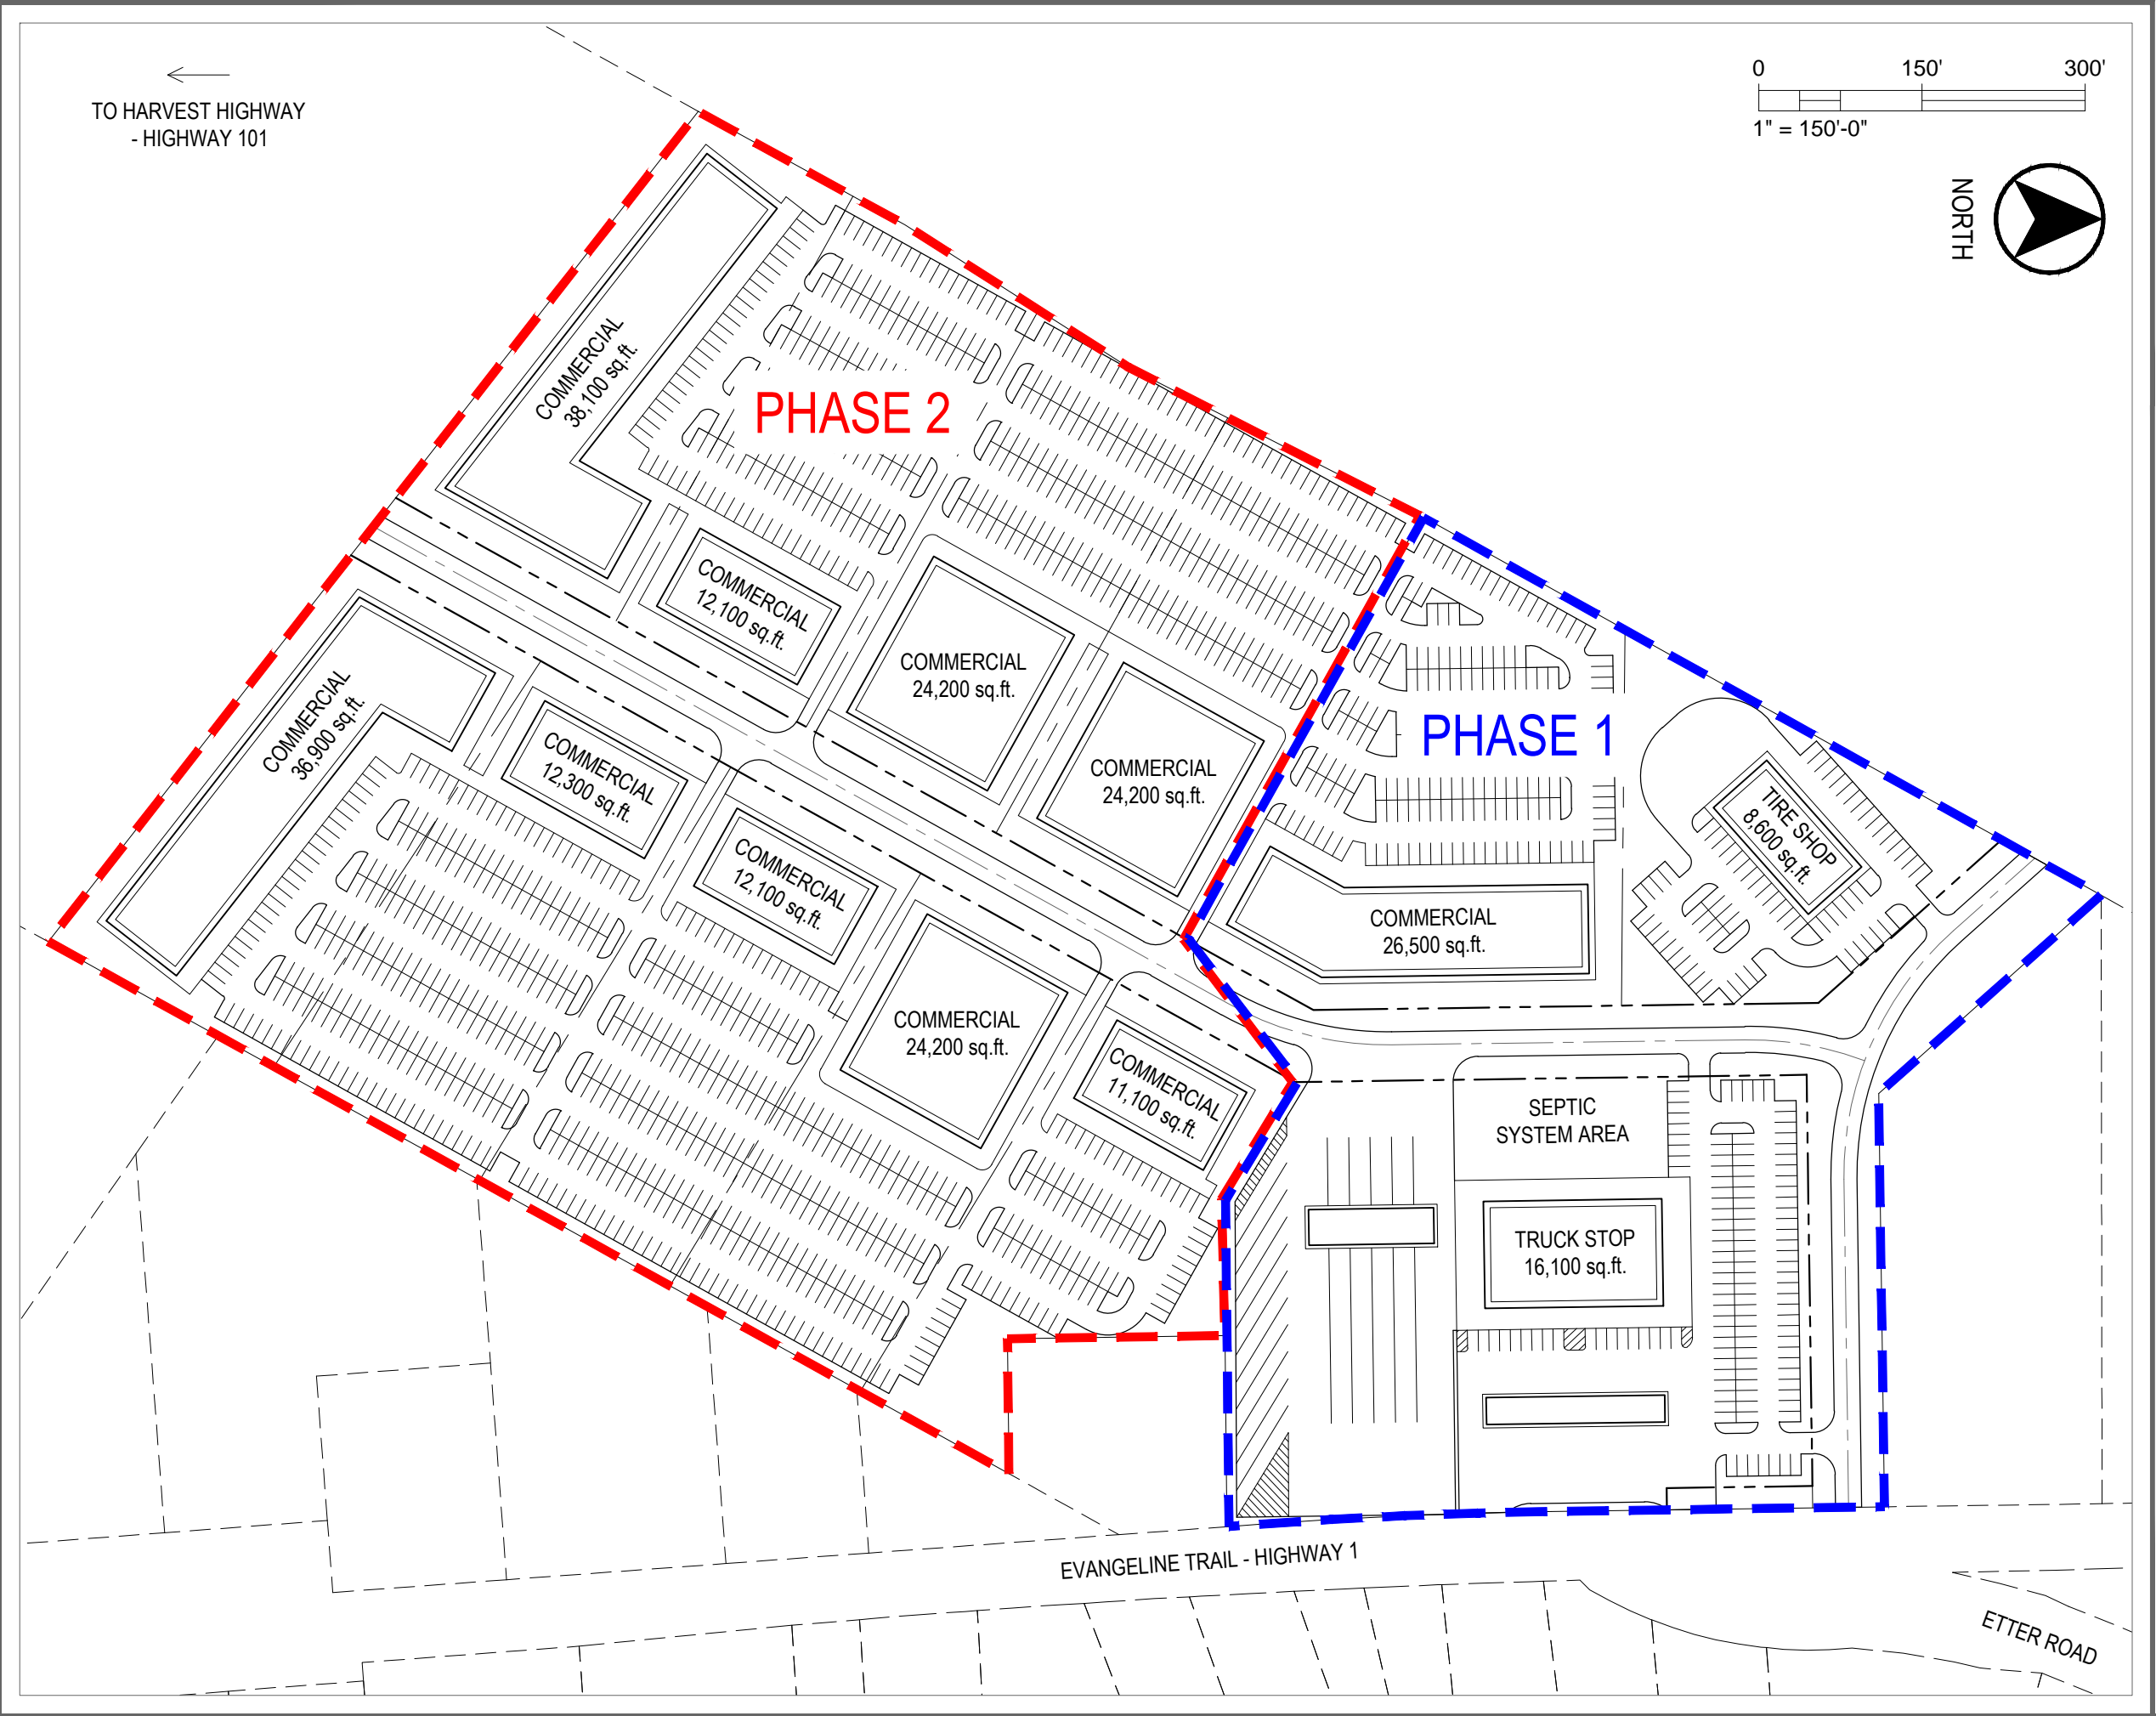 TO HARVEST HIGHWAY
- HIGHWAY 101
0 150' 300'
1" = 150'-0"
NORTH
PHASE 2
COMMERCIAL
38,100 sq.ft.
COMMERCIAL
12,100 sq.ft.
COMMERCIAL
24,200 sq.ft.
COMMERCIAL
24,200 sq.ft.
COMMERCIAL
36,900 sq.ft.
COMMERCIAL
12,300 sq.ft.
COMMERCIAL
12,100 sq.ft.
COMMERCIAL
24,200 sq.ft.
COMMERCIAL
11,100 sq.ft.
PHASE 1
TIRE SHOP
8,600 sq.ft.
COMMERCIAL
26,500 sq.ft.
SEPTIC
SYSTEM AREA
TRUCK STOP
16,100 sq.ft.
EVANGELINE TRAIL - HIGHWAY 1
ETTER ROAD